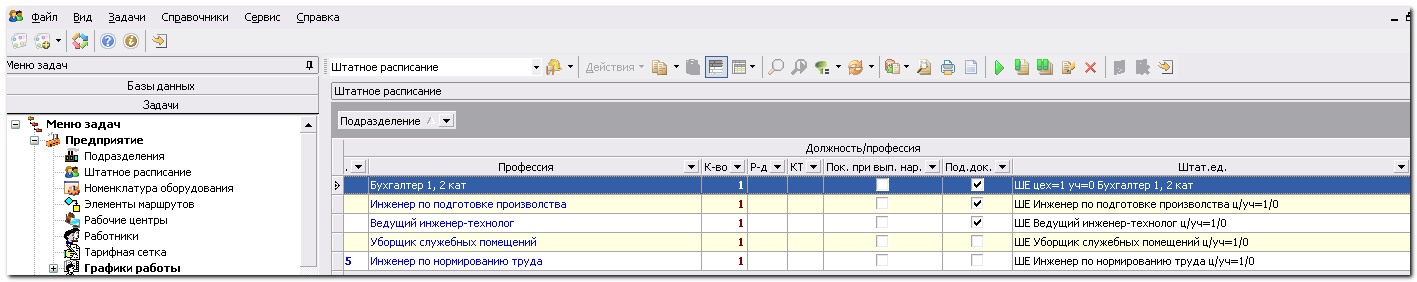 Файл Вид Задачи Справочники Сервис Справка
Меню задач
Базы данных
Задачи
Меню задач
Предприятие
Подразделения
Штатное расписание
Номенклатура оборудования
Элементы маршрутов
Рабочие центры
Работники
Тарифная сетка
Графики работы
Штатное расписание Действия
Штатное расписание
Подразделение
Должность/профессия
. Профессия К-во Р-д КТ Пок. при вып. нар. Под.док. Штат.ед.
Бухгалтер 1, 2 кат 1 ШЕ цех=1 уч=0 Бухгалтер 1, 2 кат
Инженер по подготовке произволства 1 ШЕ Инженер по подготовке произволства ц/уч=1/0
Ведущий инженер-технолог 1 ШЕ Ведущий инженер-технолог ц/уч=1/0
Уборщик служебных помещений 1 ШЕ Уборщик служебных помещений ц/уч=1/0
5 Инженер по нормированию труда 1 ШЕ Инженер по нормированию труда ц/уч=1/0